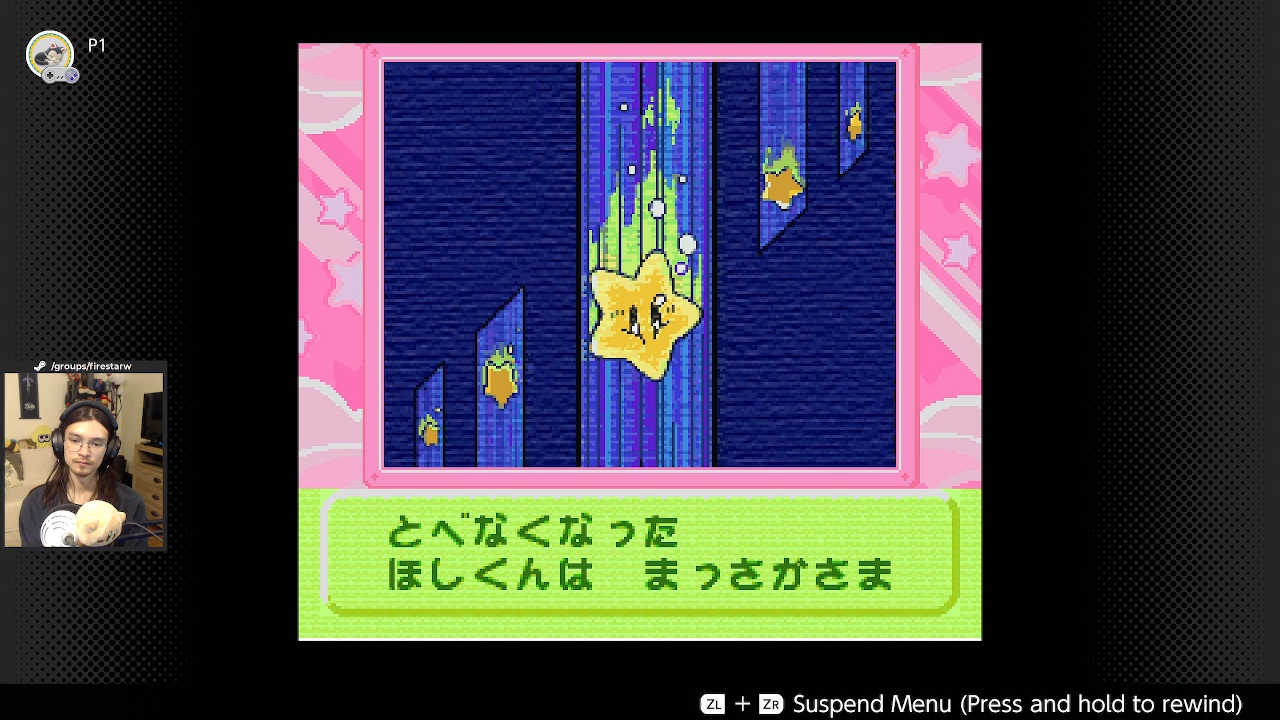 P1
/groups/firestarw
とべなくなった
ほしくんは　まっさかさま
ZL + ZR Suspend Menu (Press and hold to rewind)